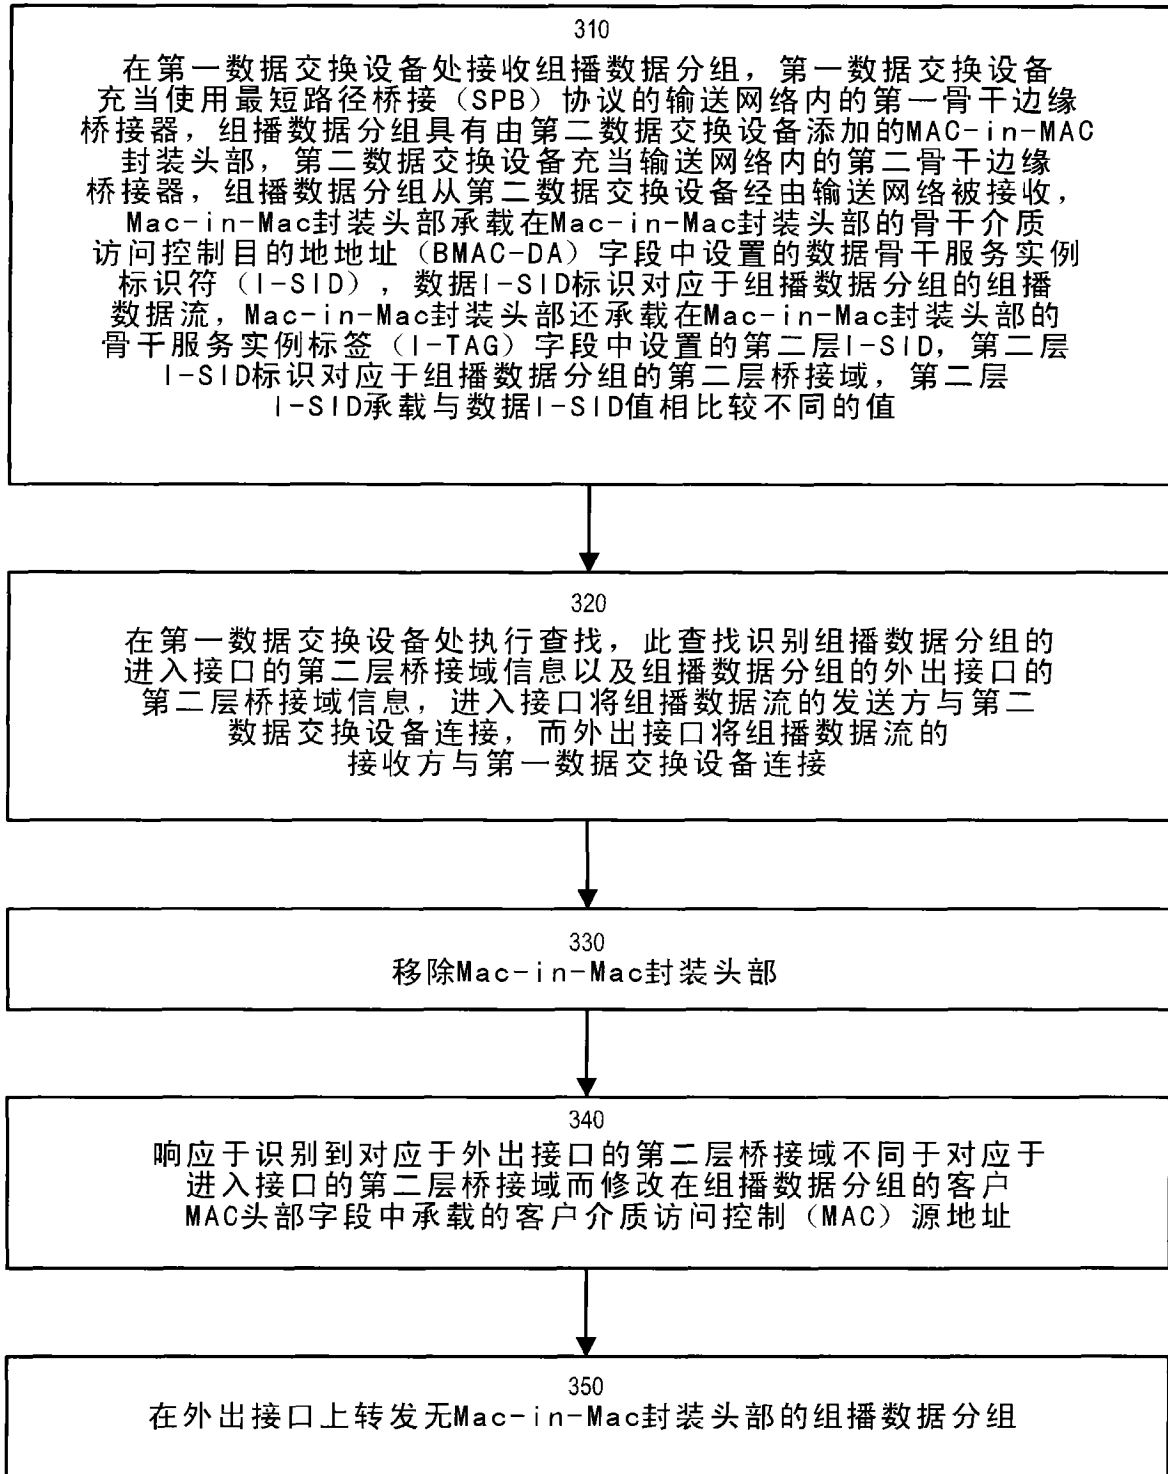 310
在第一数据交换设备处接收组播数据分组，第一数据交换设备
充当使用最短路径桥接（SPB）协议的输送网络内的第一骨干边缘
桥接器，组播数据分组具有由第二数据交换设备添加的MAC-in-MAC
封装头部，第二数据交换设备充当输送网络内的第二骨干边缘
桥接器，组播数据分组从第二数据交换设备经由输送网络被接收，
Mac-in-Mac封装头部承载在Mac-in-Mac封装头部的骨干介质
访问控制目的地地址（BMAC-DA）字段中设置的数据骨干服务实例
标识符（I-SID），数据I-SID标识对应于组播数据分组的组播
数据流，Mac-in-Mac封装头部还承载在Mac-in-Mac封装头部的
骨干服务实例标签（I-TAG）字段中设置的第二层I-SID，第二层
I-SID标识对应于组播数据分组的第二层桥接域，第二层
I-SID承载与数据I-SID值相比较不同的值
320
在第一数据交换设备处执行查找，此查找识别组播数据分组的
进入接口的第二层桥接域信息以及组播数据分组的外出接口的
第二层桥接域信息，进入接口将组播数据流的发送方与第二
数据交换设备连接，而外出接口将组播数据流的
接收方与第一数据交换设备连接
330
移除Mac-in-Mac封装头部
340
响应于识别到对应于外出接口的第二层桥接域不同于对应于
进入接口的第二层桥接域而修改在组播数据分组的客户
MAC头部字段中承载的客户介质访问控制（MAC）源地址
350
在外出接口上转发无Mac-in-Mac封装头部的组播数据分组